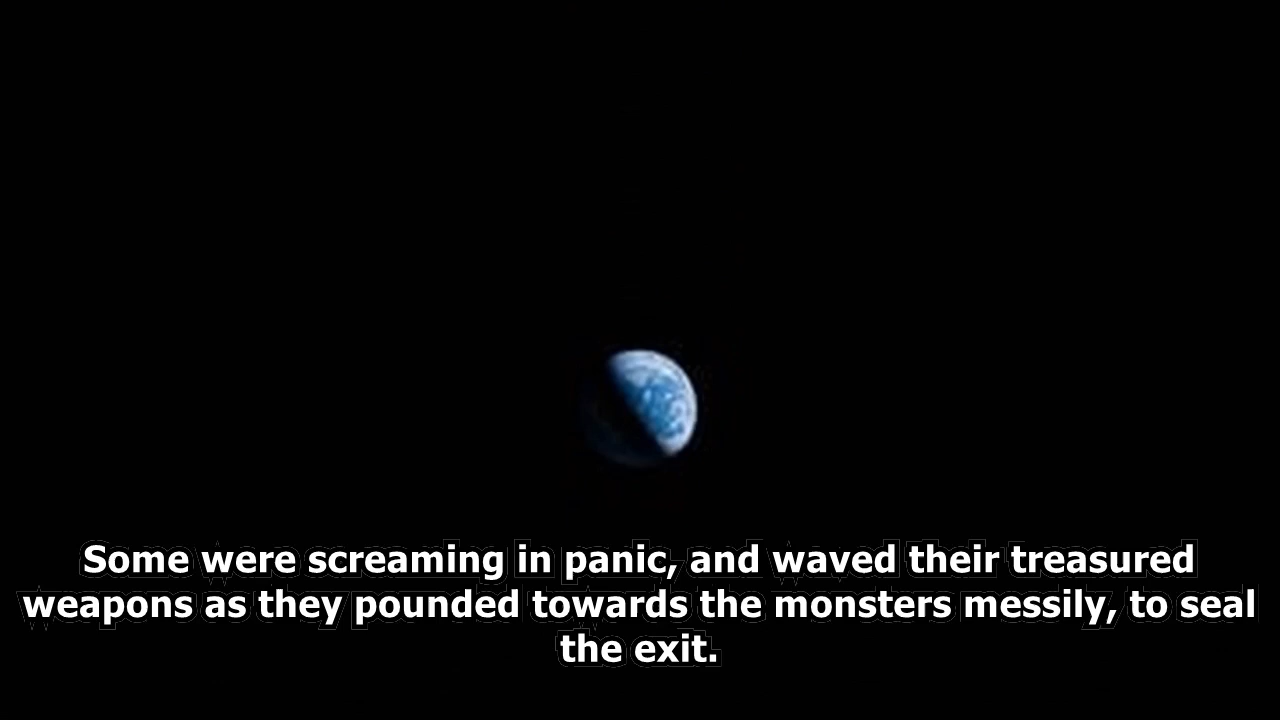 Some were screaming in panic, and waved their treasured
weapons as they pounded towards the monsters messily, to seal
the exit.